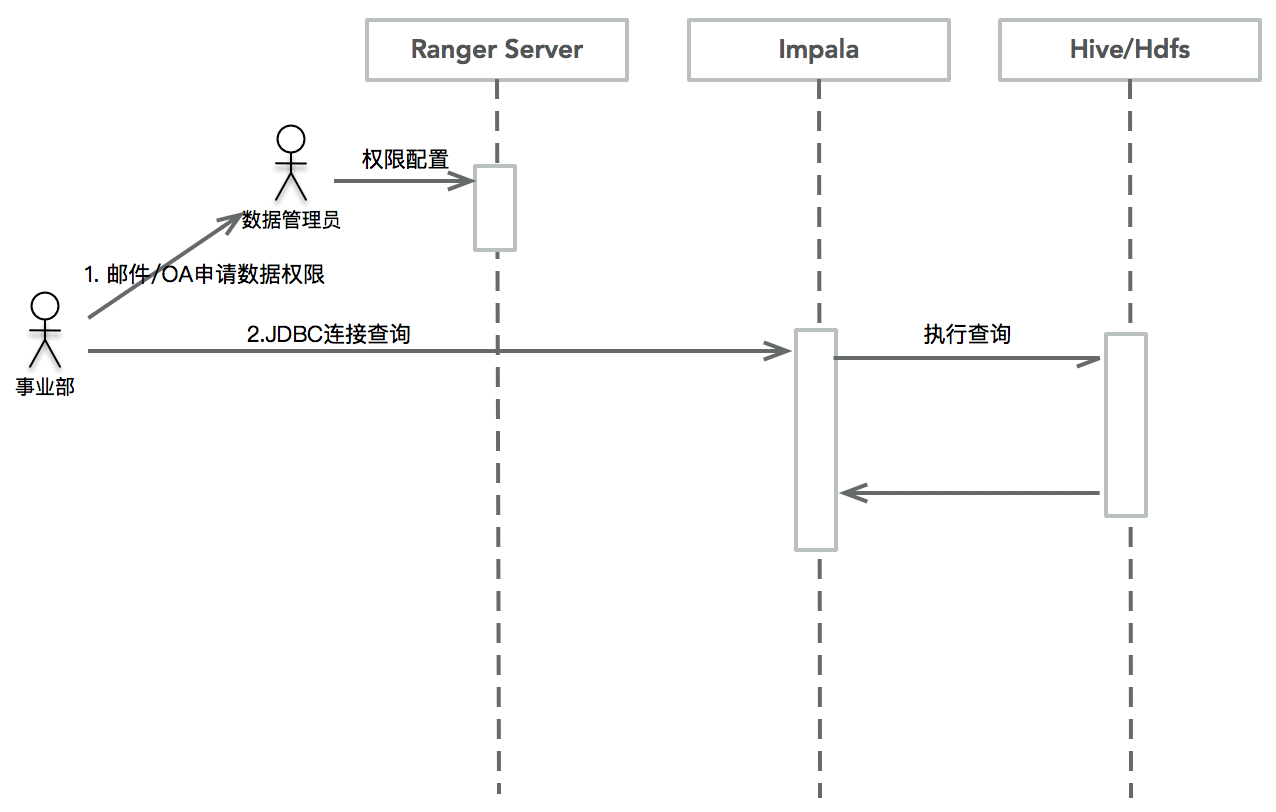 Ranger Server
Impala
Hive/Hdfs
权限配置
数据管理员
1. 邮件/OA申请数据权限
2.JDBC连接查询
执行查询
事业部